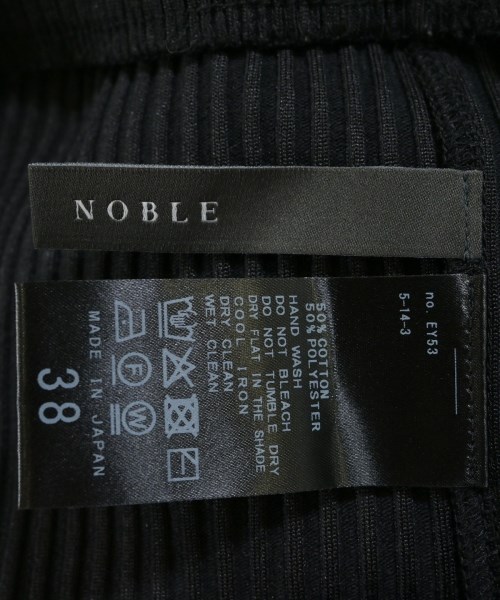 NOBLE
no. EY53
5-14-3
50% COTTON
50% POLYESTER
HAND WASH
DO NOT BLEACH
DO NOT TUMBLE DRY
DRY FLAT IN THE SHADE
COOL IRON
DRY CLEAN
WET CLEAN
F W
MADE IN JAPAN
38